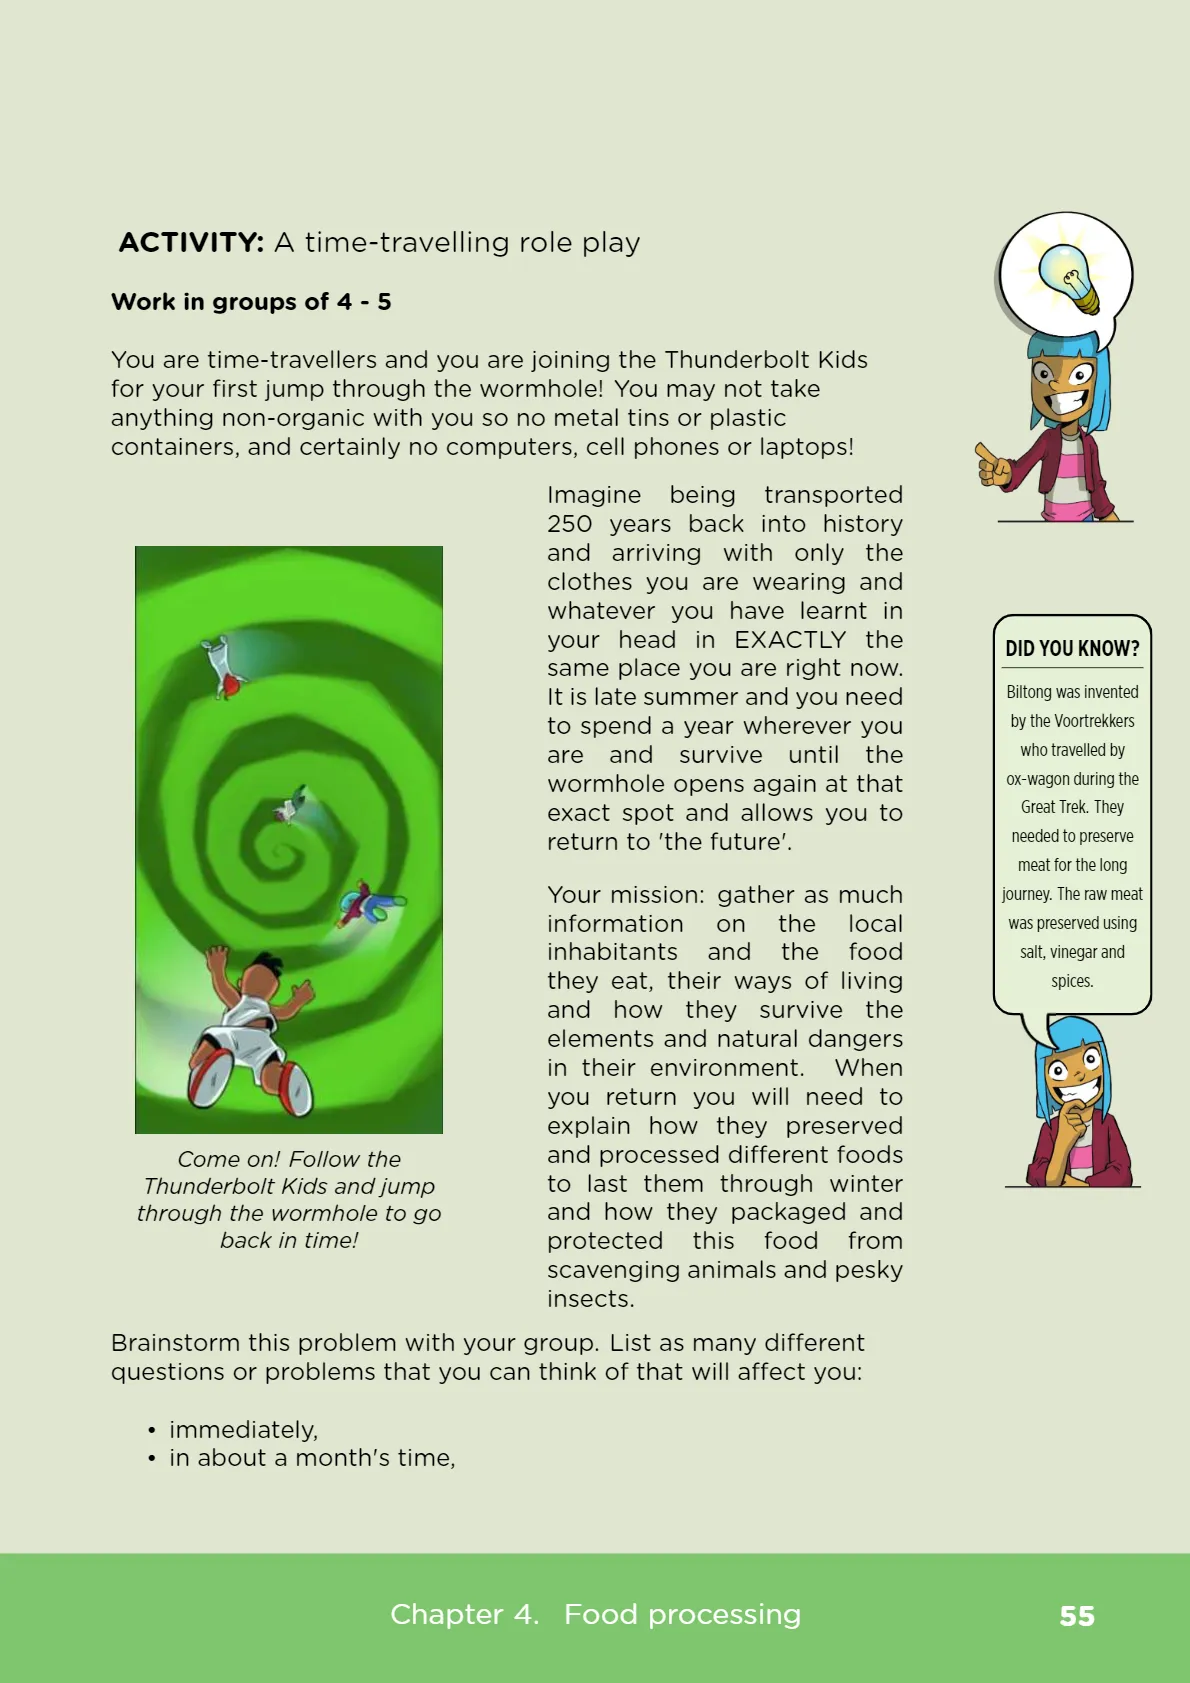 ACTIVITY: A time-travelling role play
Work in groups of 4 - 5
You are time-travellers and you are joining the Thunderbolt Kids
for your first jump through the wormhole! You may not take
anything non-organic with you so no metal tins or plastic
containers, and certainly no computers, cell phones or laptops!
Imagine being transported
250 years back into history
and arriving with only the
clothes you are wearing and
whatever you have learnt in
your head in EXACTLY the
same place you are right now.
It is late summer and you need
to spend a year wherever you
are and survive until the
wormhole opens again at that
exact spot and allows you to
return to 'the future'.
Your mission: gather as much
information on the local
inhabitants and the food
they eat, their ways of living
and how they survive the
elements and natural dangers
in their environment. When
you return you will need to
explain how they preserved
and processed different foods
to last them through winter
and how they packaged and
protected this food from
scavenging animals and pesky
insects.
Come on! Follow the
Thunderbolt Kids and jump
through the wormhole to go
back in time!
Brainstorm this problem with your group. List as many different
questions or problems that you can think of that will affect you:
• immediately,
• in about a month's time,
DID YOU KNOW?
Biltong was invented
by the Voortrekkers
who travelled by
ox-wagon during the
Great Trek. They
needed to preserve
meat for the long
journey. The raw meat
was preserved using
salt, vinegar and
spices.
Chapter 4. Food processing
55